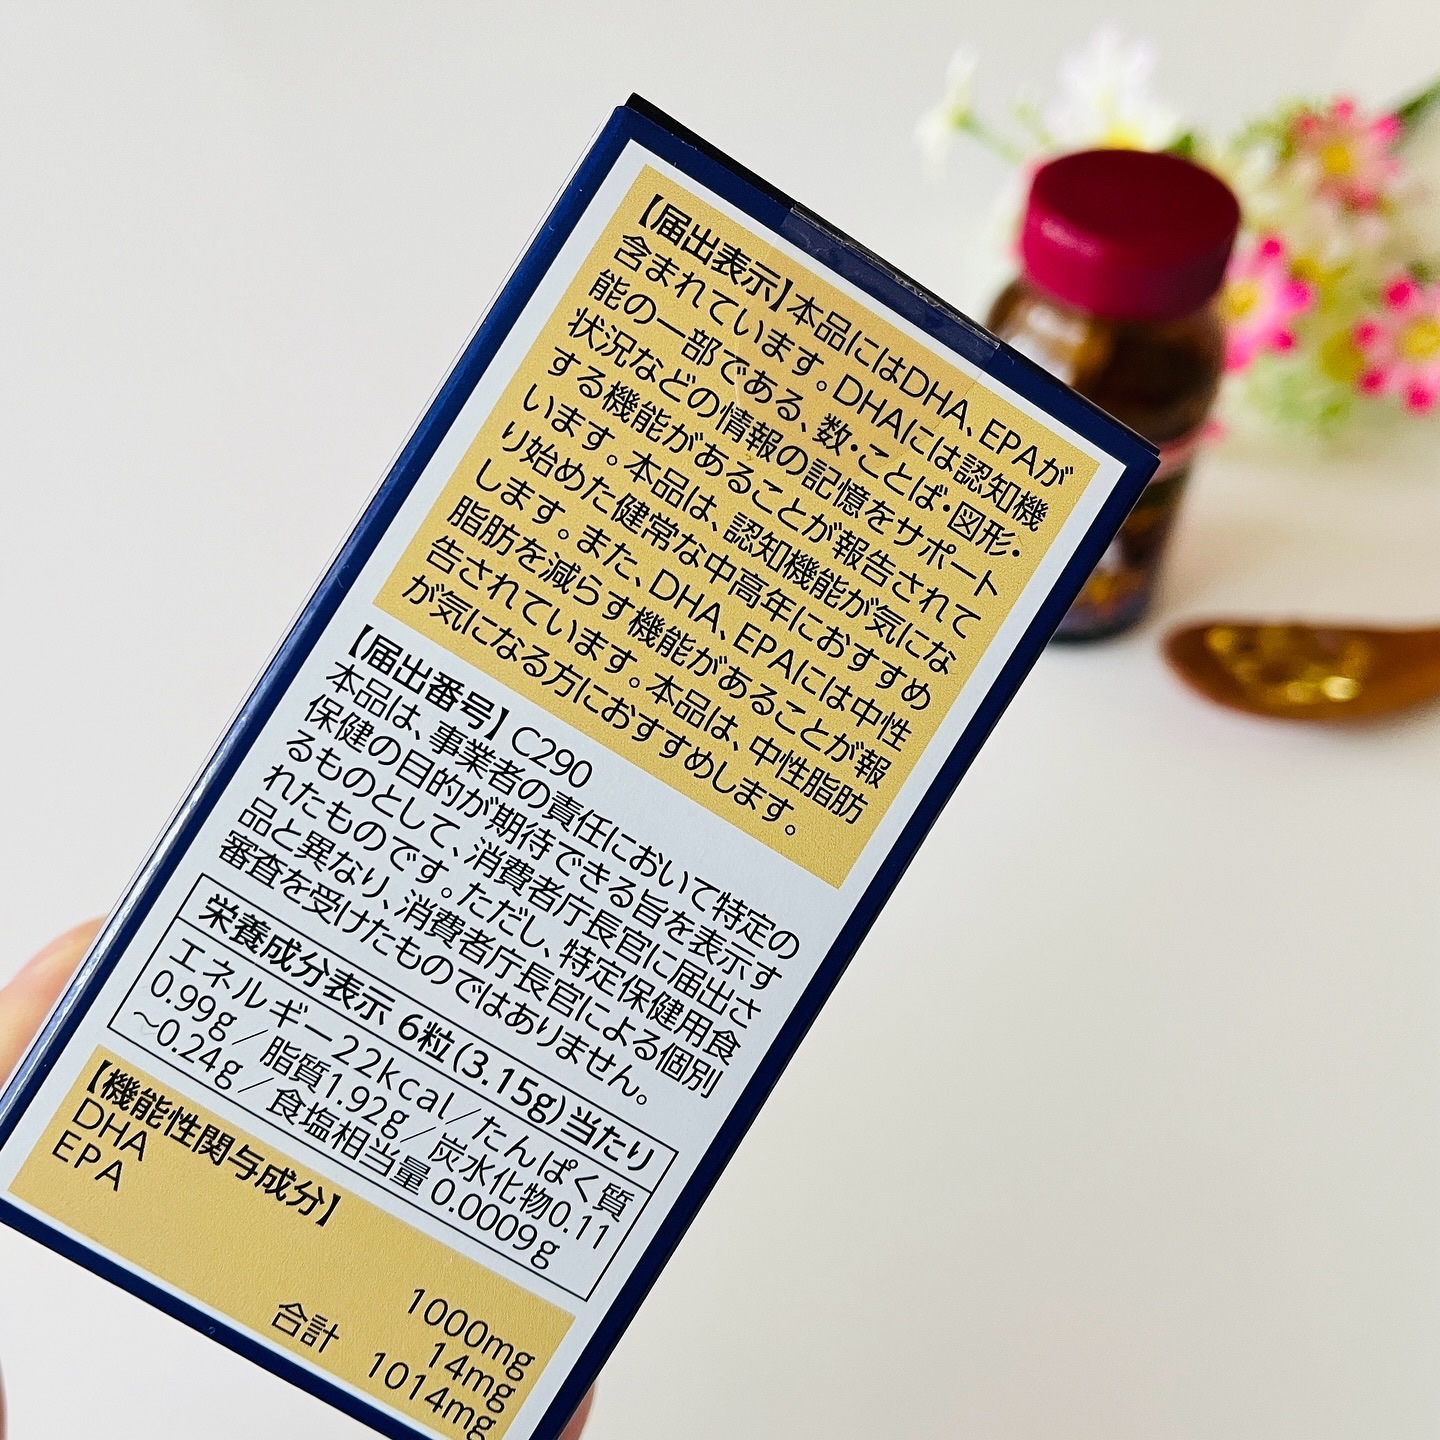 【届出表示】本品にはDHA、EPAが
含まれています。DHAには認知機
能の一部である、数・ことば・図形・
状況などの情報の記憶をサポート
する機能があることが報告されて
います。本品は、認知機能が気にな
り始めた健常な中高年におすすめ
します。また、DHA、EPAには中性
脂肪を減らす機能があることが報
告されています。本品は、中性脂肪
が気になる方におすすめします。
【届出番号】C290
本品は、事業者の責任において特定の
保健の目的が期待できる旨を表示す
るものとして、消費者庁長官に届出さ
れたものです。ただし、特定保健用食
品と異なり、消費者庁長官による個別
審査を受けたものではありません。
栄養成分表示 6粒(3.15g)当たり
エネルギー22kcal/たんぱく質
0.99g/脂質1.92g/炭水化物0.11
~0.24g/食塩相当量 0.0009g
【機能性関与成分】
DHA 1000mg
EPA 14mg
合計 1014mg